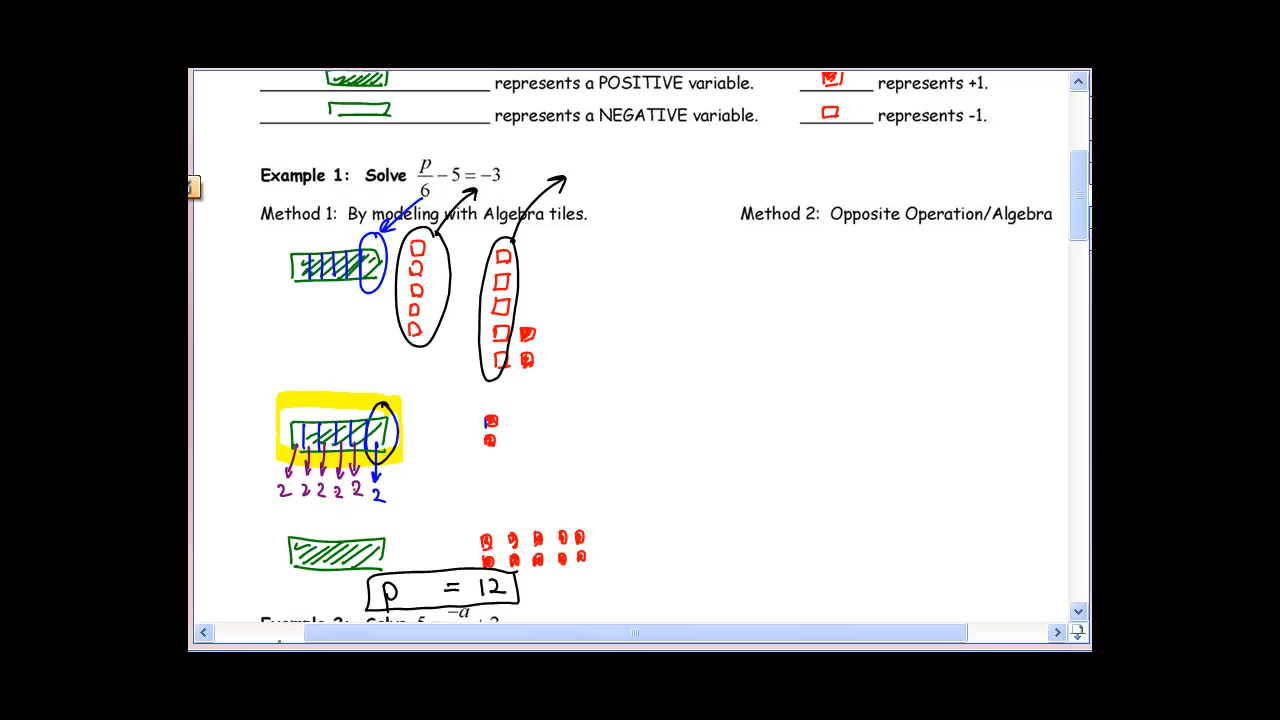 represents a POSITIVE variable. represents +1.
represents a NEGATIVE variable. represents -1.
Example 1: Solve p/6 − 5 = −3
Method 1: By modeling with Algebra tiles. Method 2: Opposite Operation/Algebra
2 2 2 2 2 2
p = 12